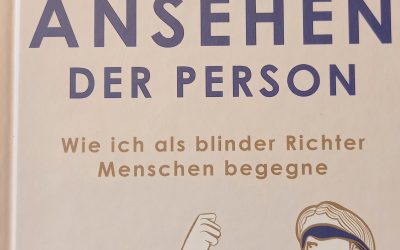 ANSEHEN
DER PERSON
Wie ich als blinder Richter
Menschen begegne